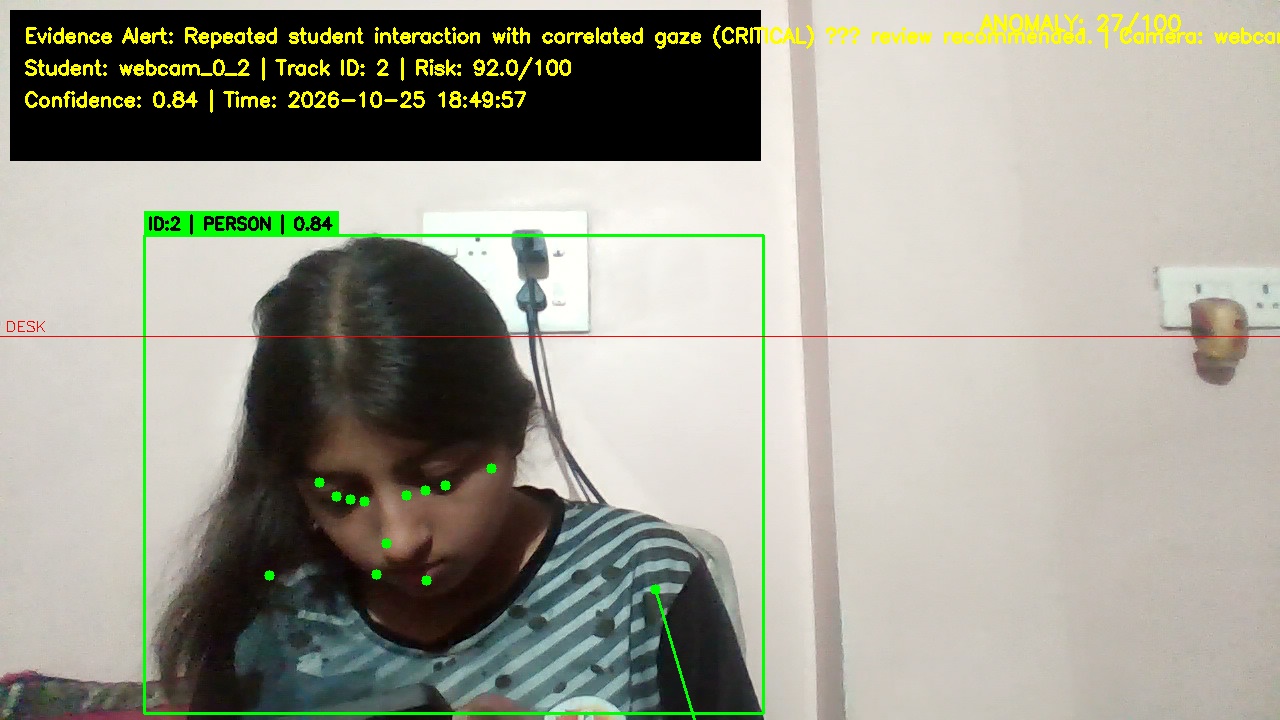 ANOMALY: 27/100
Evidence Alert: Repeated student interaction with correlated gaze (CRITICAL) ??? review recommended. | Camera: webcam
Student: webcam_0_2 | Track ID: 2 | Risk: 92.0/100
Confidence: 0.84 | Time: 2026-10-25 18:49:57
ID:2 | PERSON | 0.84
DESK